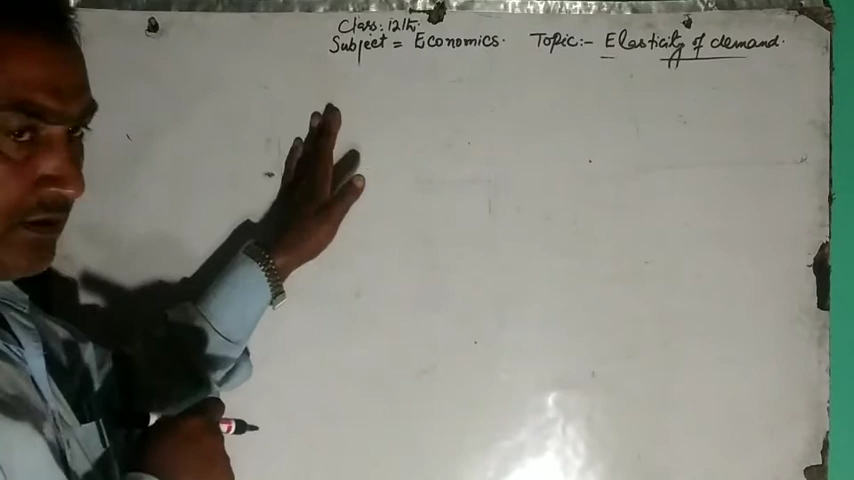 Class: 12th
Subject = Economics. Topic:- Elasticity of demand.